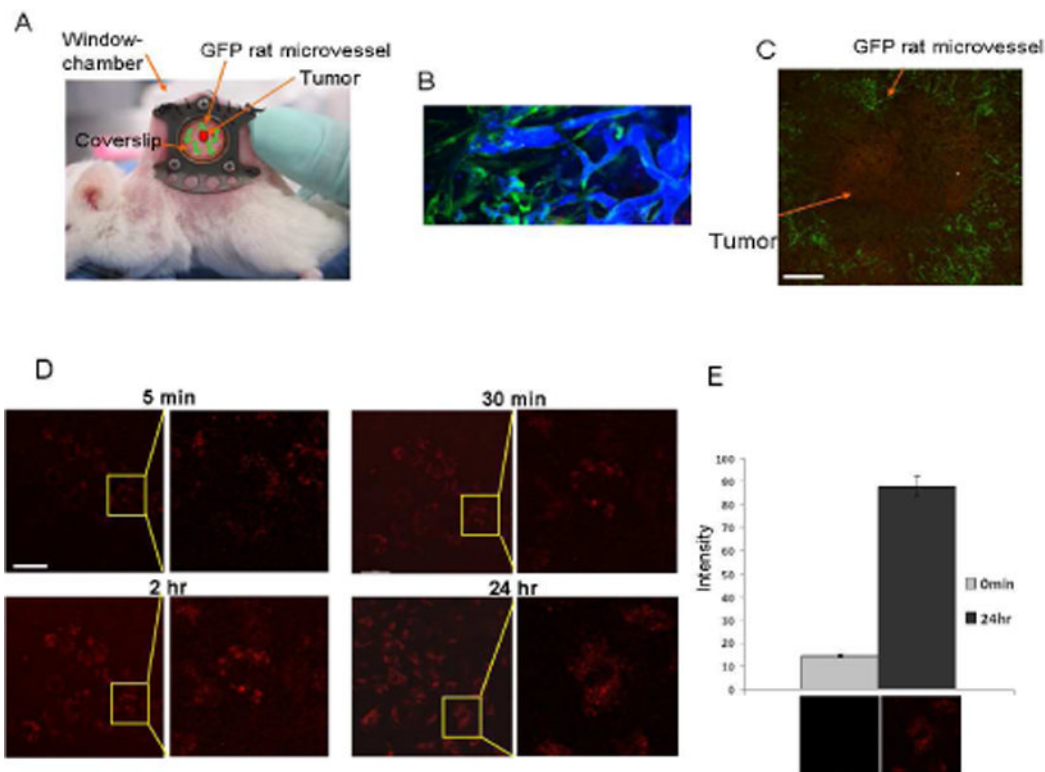 A
Window-
chamber
GFP rat microvessel
Tumor
Coverslip
B
C
GFP rat microvessel
Tumor
D
5 min
30 min
2 hr
24 hr
E
100
90
80
70
60
50
40
30
20
10
0
Intensity
0min
24hr